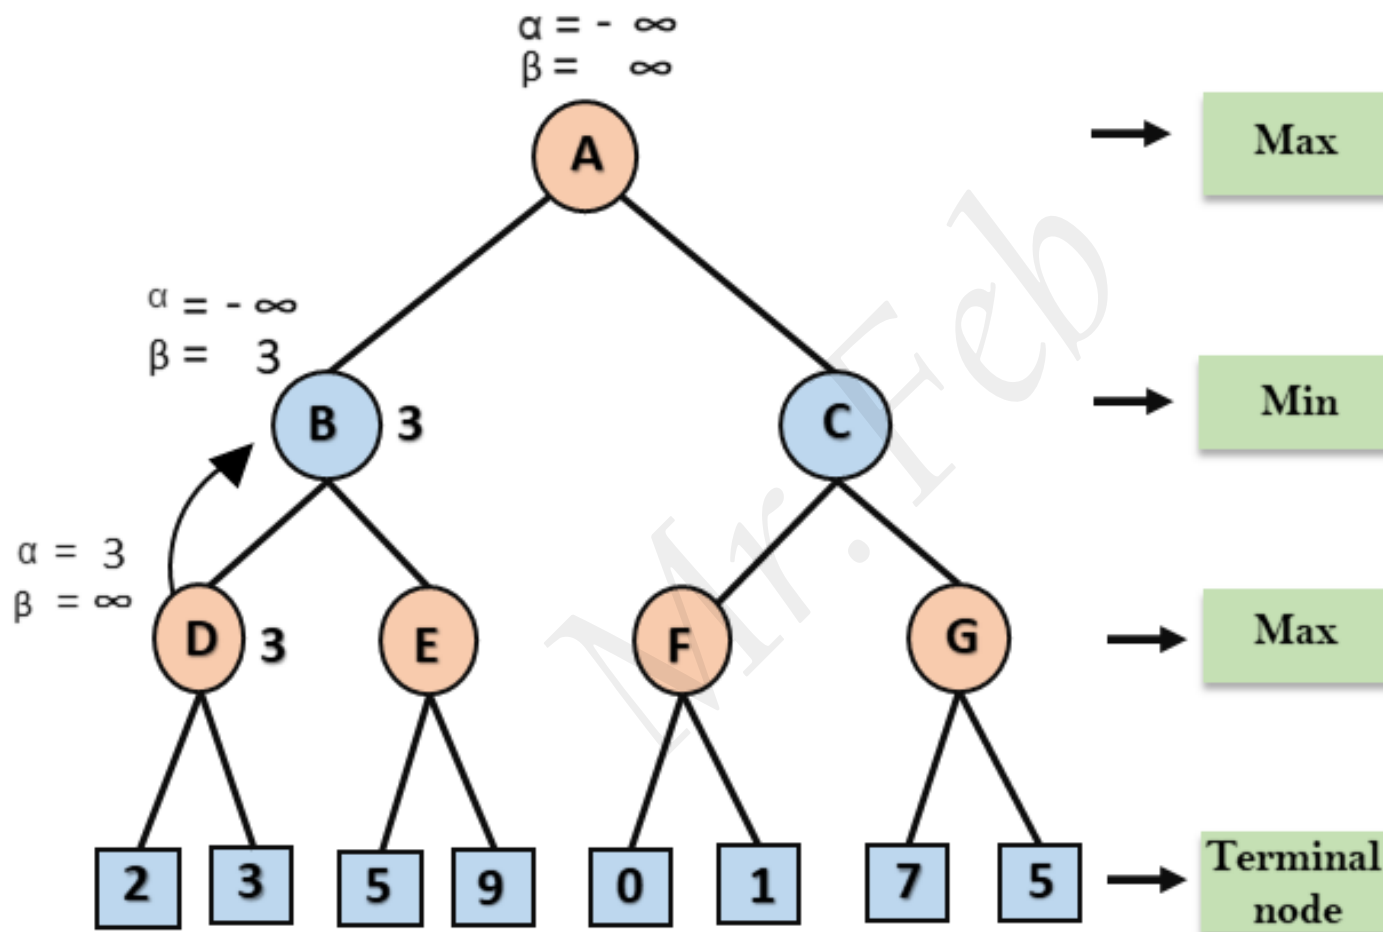 α = - ∞
β = ∞
A
Max
α = - ∞
β = 3
B 3
C
Min
α = 3
β = ∞
D 3
E
F
G
Max
2 3 5 9 0 1 7 5
Terminal
node
Mr.Feb